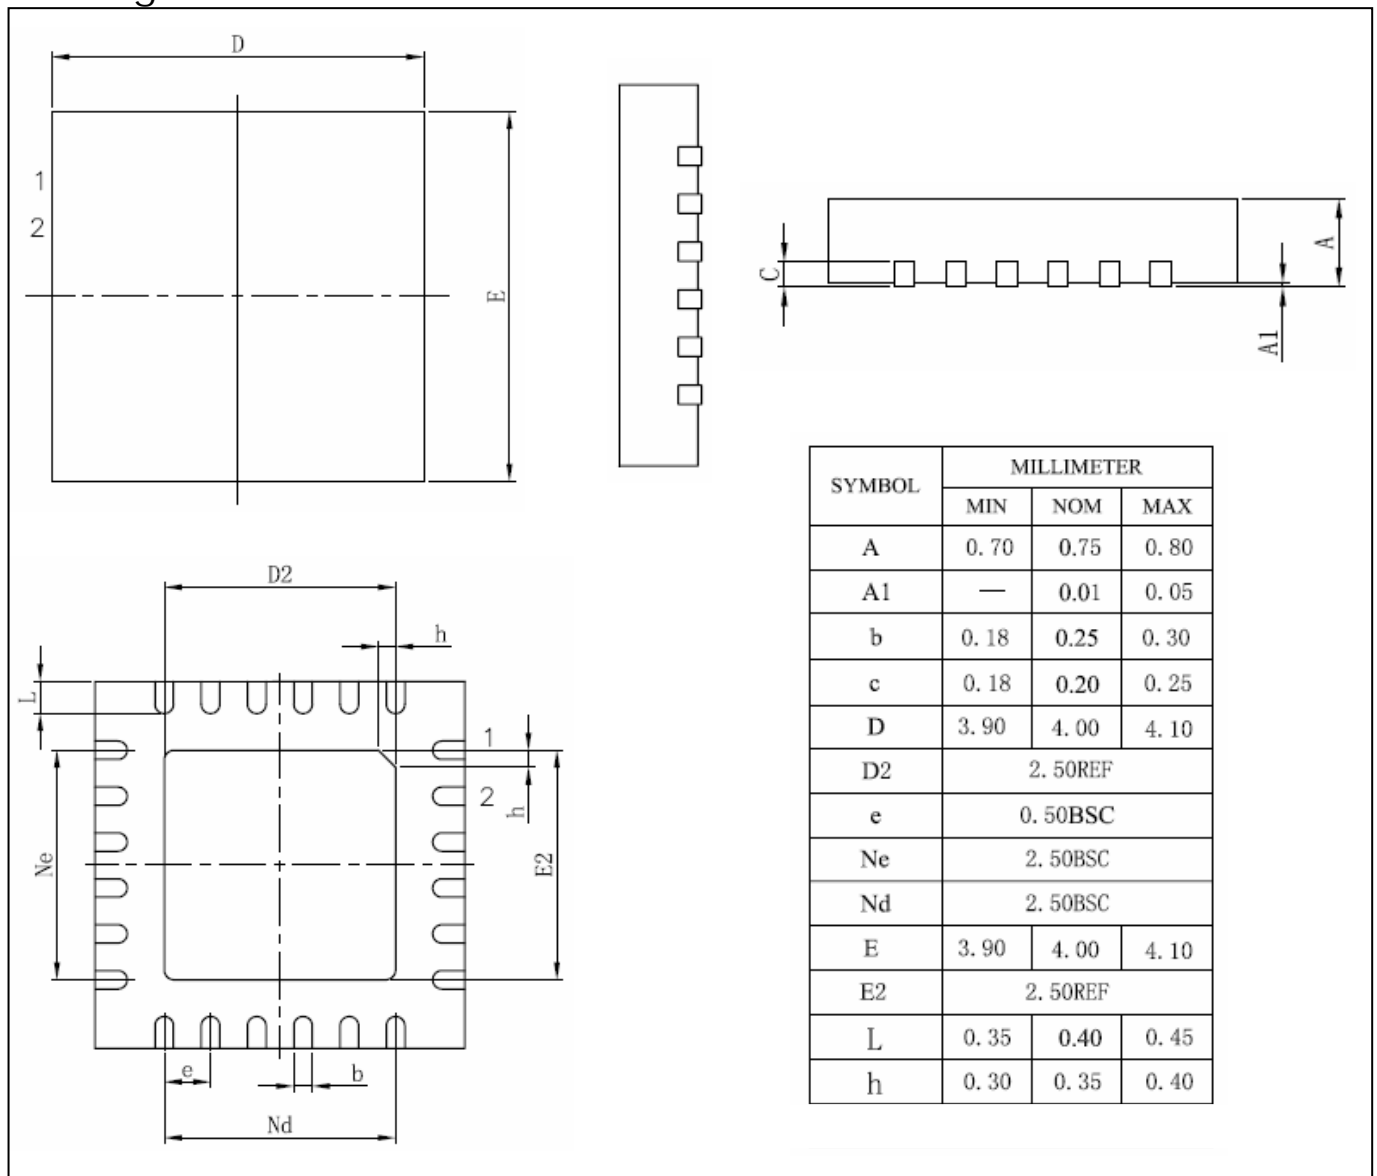 D
1
2
E
C
A
A1
D2
h
L
1
2
h
Ne
E2
e
b
Nd
SYMBOL MILLIMETER
MIN NOM MAX
A 0.70 0.75 0.80
A1 — 0.01 0.05
b 0.18 0.25 0.30
c 0.18 0.20 0.25
D 3.90 4.00 4.10
D2 2.50REF
e 0.50BSC
Ne 2.50BSC
Nd 2.50BSC
E 3.90 4.00 4.10
E2 2.50REF
L 0.35 0.40 0.45
h 0.30 0.35 0.40